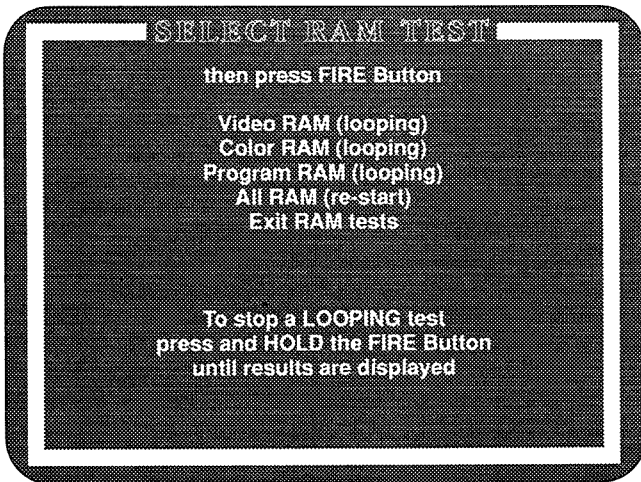 SELECT RAM TEST
then press FIRE Button
Video RAM (looping)
Color RAM (looping)
Program RAM (looping)
All RAM (re-start)
Exit RAM tests
To stop a LOOPING test
press and HOLD the FIRE Button
until results are displayed